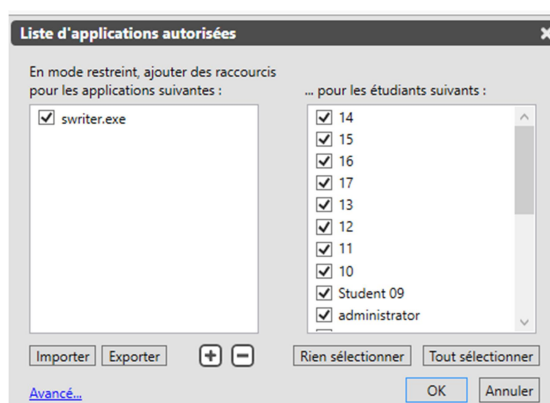 Liste d'applications autorisées
En mode restreint, ajouter des raccourcis
pour les applications suivantes :
swriter.exe
... pour les étudiants suivants :
14
15
16
17
13
12
11
10
Student 09
administrator
Importer Exporter
Rien sélectionner Tout sélectionner
Avancé...
OK Annuler